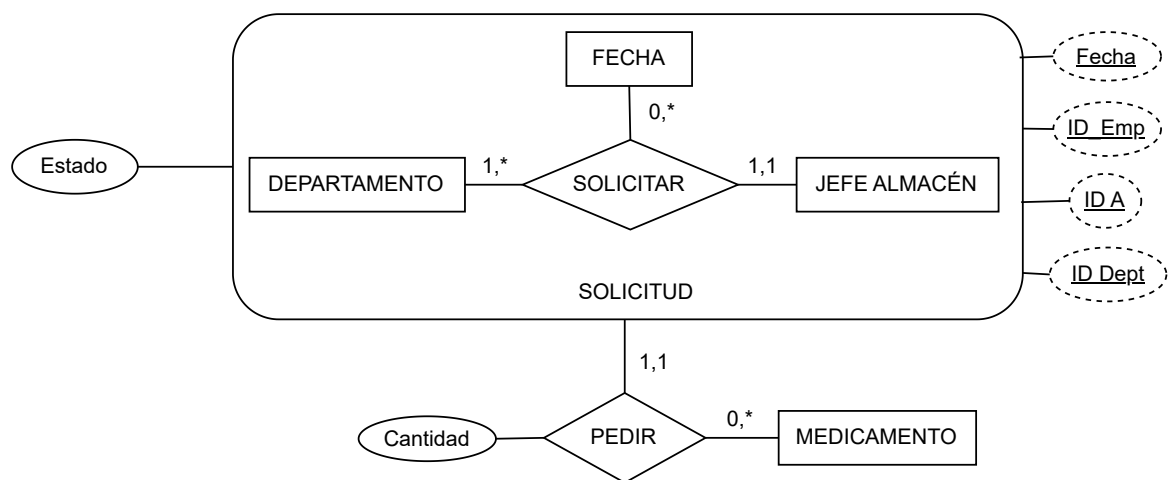 FECHA
Fecha
0,*
ID_Emp
Estado
DEPARTAMENTO
1,*
SOLICITAR
1,1
JEFE ALMACÉN
ID A
ID Dept
SOLICITUD
1,1
Cantidad
PEDIR
0,*
MEDICAMENTO